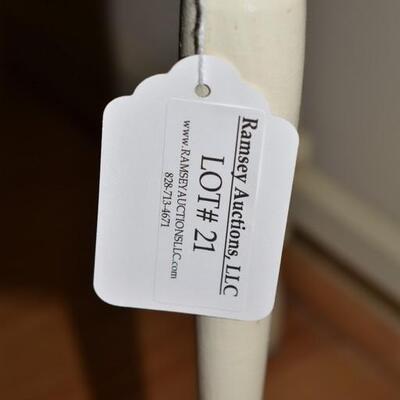 Ramsey Auctions, LLC
LOT# 21
www.RAMSEYAUCTIONSLLC.com
828-713-4671